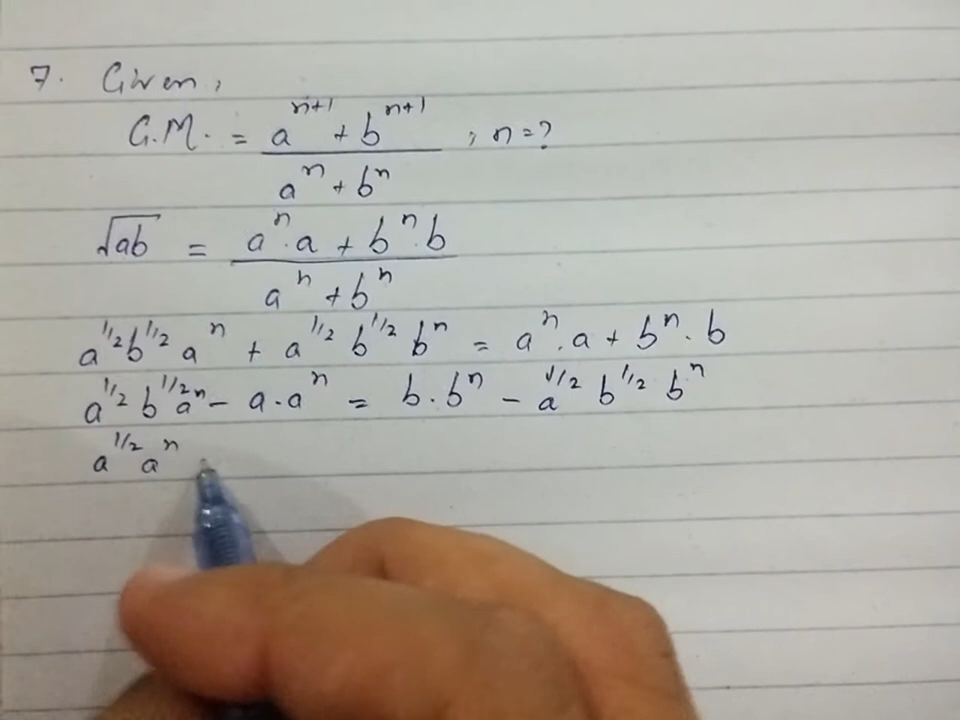 7. Given,
G.M. = (a^(n+1) + b^(n+1)) / (a^n + b^n) ; n=?
√ab = (a^n . a + b^n . b) / (a^n + b^n)
a^(1/2) b^(1/2) a^n + a^(1/2) b^(1/2) b^n = a^n . a + b^n . b
a^(1/2) b^(1/2) a^n - a . a^n = b . b^n - a^(1/2) b^(1/2) b^n
a^(1/2) a^n